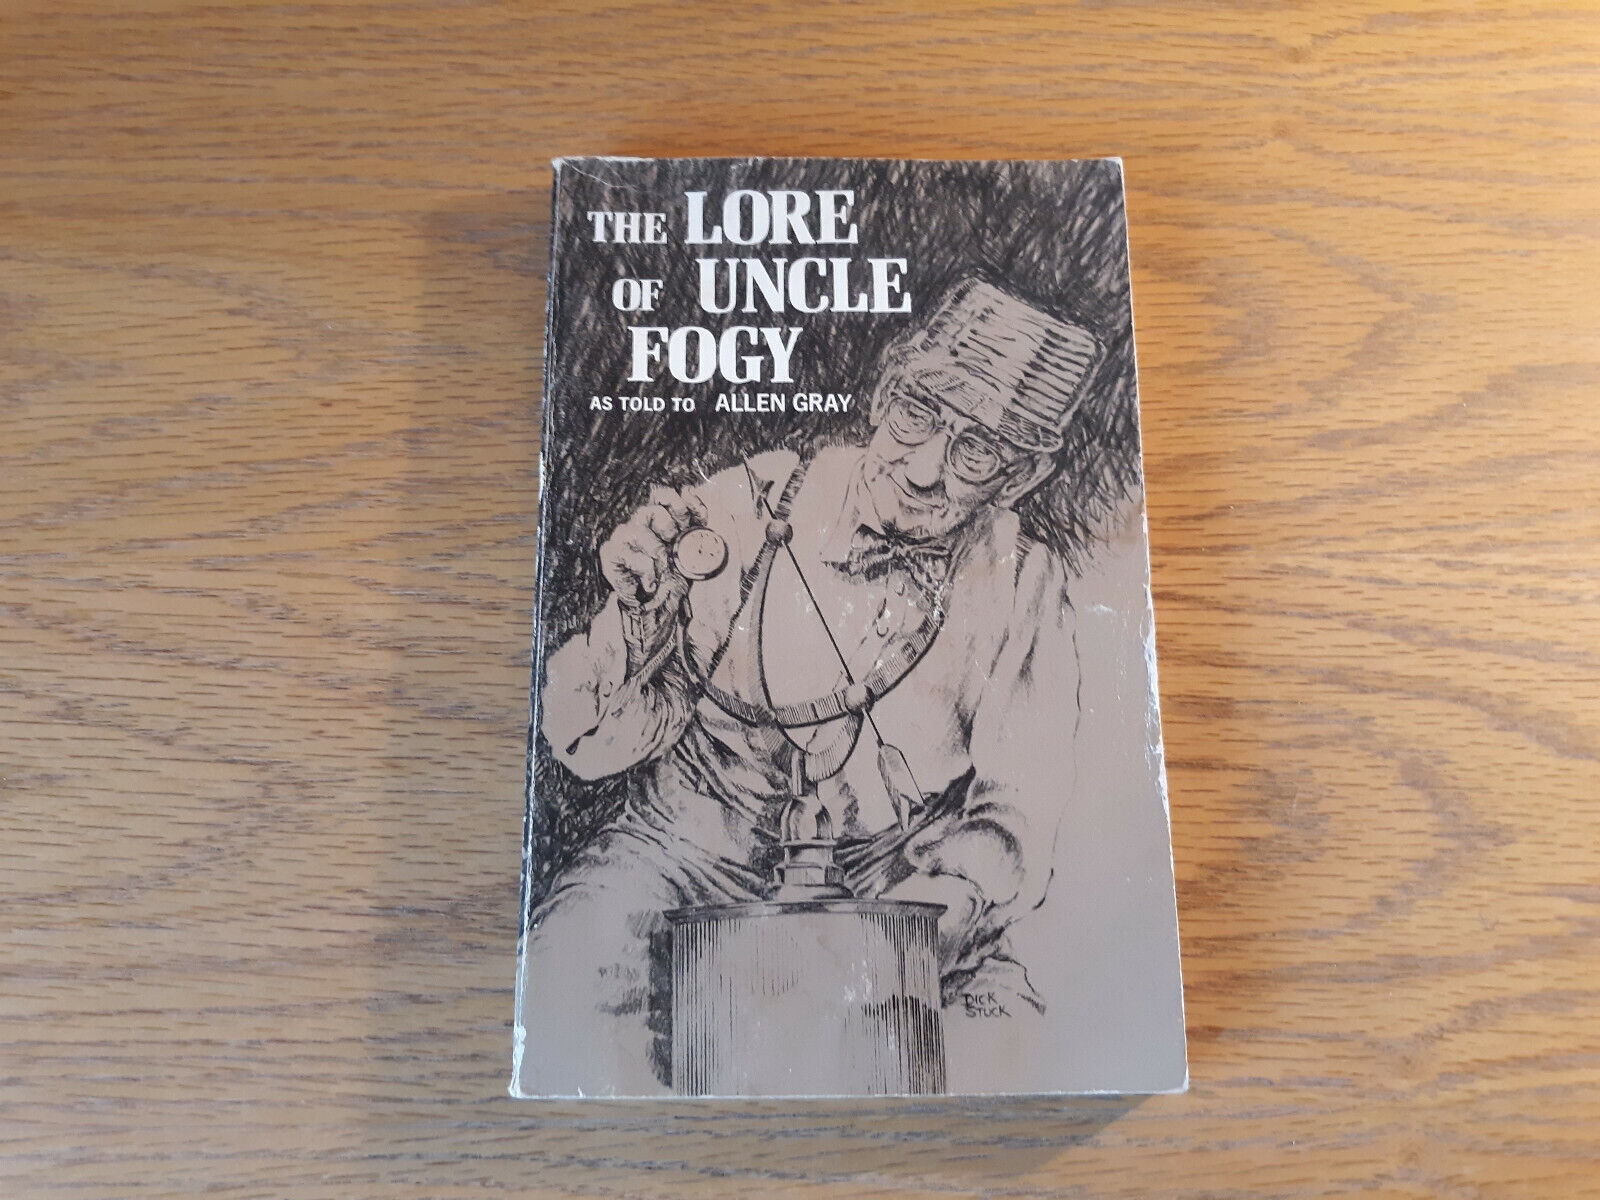 THE LORE
OF UNCLE
FOGY
AS TOLD TO ALLEN GRAY
DICK
STUCK